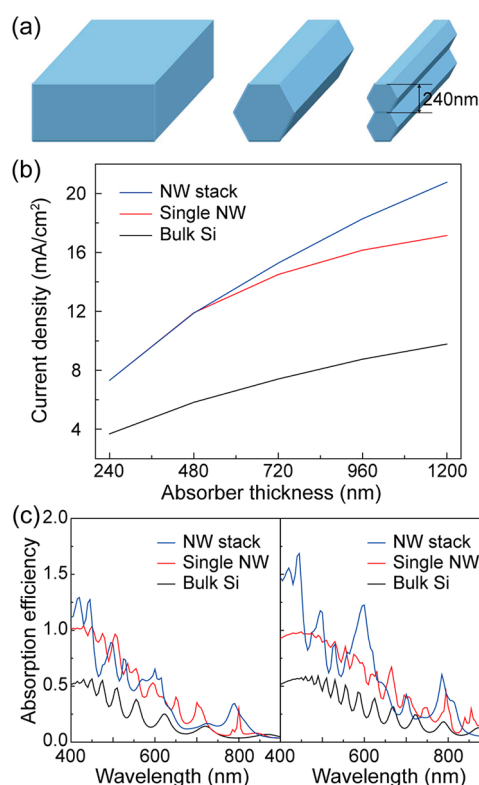 (a)
240nm
(b)
NW stack
Single NW
Bulk Si
Current density (mA/cm²)
20
16
12
8
4
240 480 720 960 1200
Absorber thickness (nm)
(c)
NW stack
Single NW
Bulk Si
NW stack
Single NW
Bulk Si
Absorption efficiency
2.0
1.5
1.0
0.5
0.0
400 500 600 700 800
400 600 800
Wavelength (nm)
Wavelength (nm)